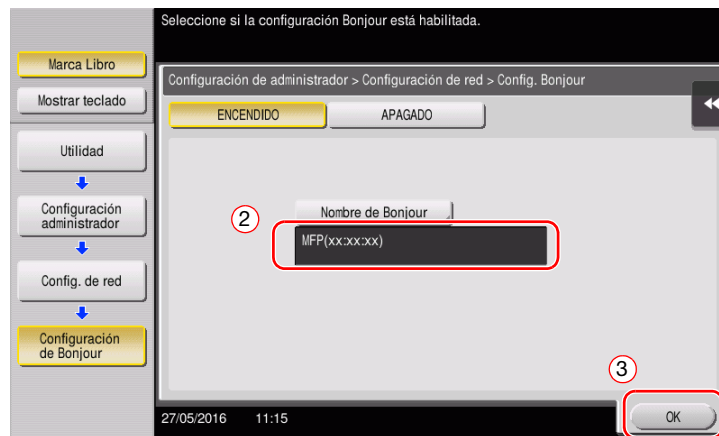 Seleccione si la configuración Bonjour está habilitada.
Marca Libro
Mostrar teclado
Utilidad
Configuración
administrador
Config. de red
Configuración
de Bonjour
Configuración de administrador > Configuración de red > Config. Bonjour
ENCENDIDO
APAGADO
2
Nombre de Bonjour
MFP(xx:xx:xx)
3
27/05/2016 11:15
OK